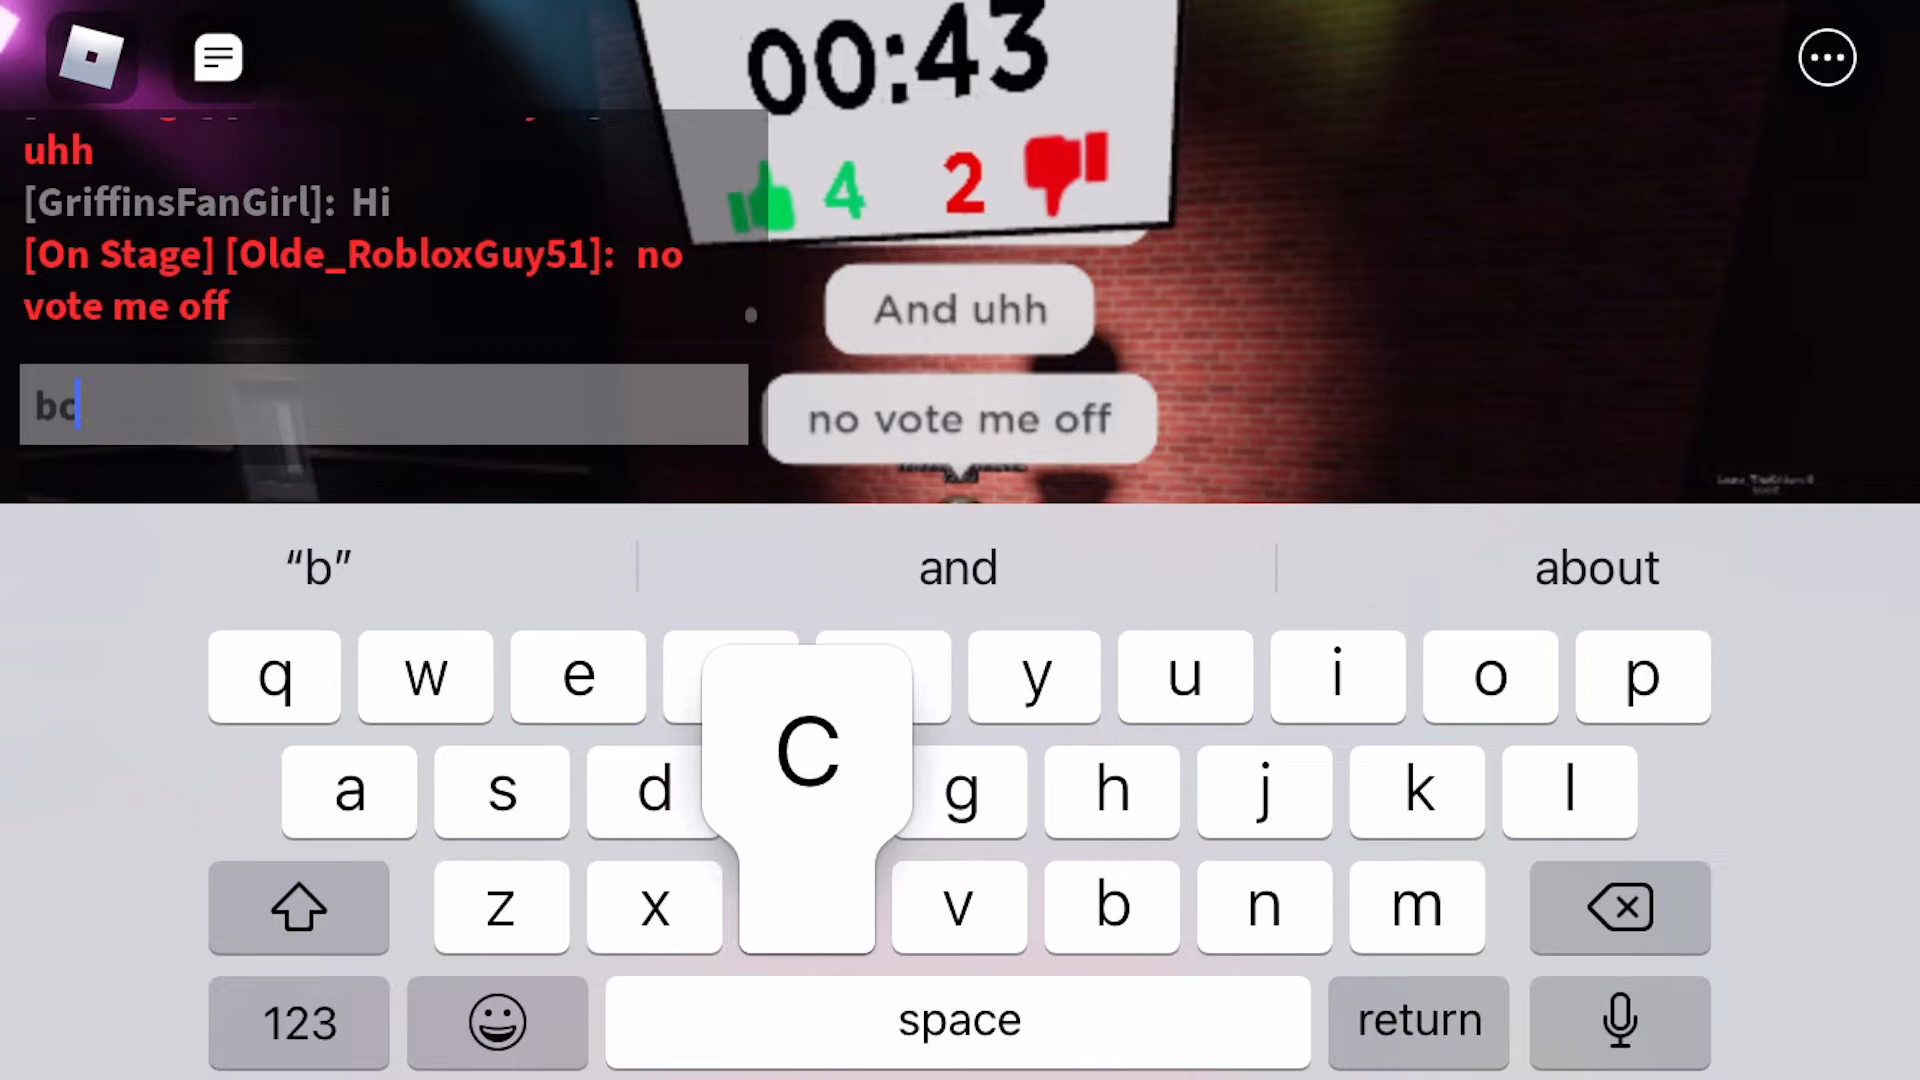 00:43
4 2
uhh
[GriffinsFanGirl]: Hi
[On Stage] [Olde_RobloxGuy51]: no
vote me off
And uhh
no vote me off
bc
“b” and about
q w e y u i o p
C
a s d g h j k l
z x v b n m
123 space return